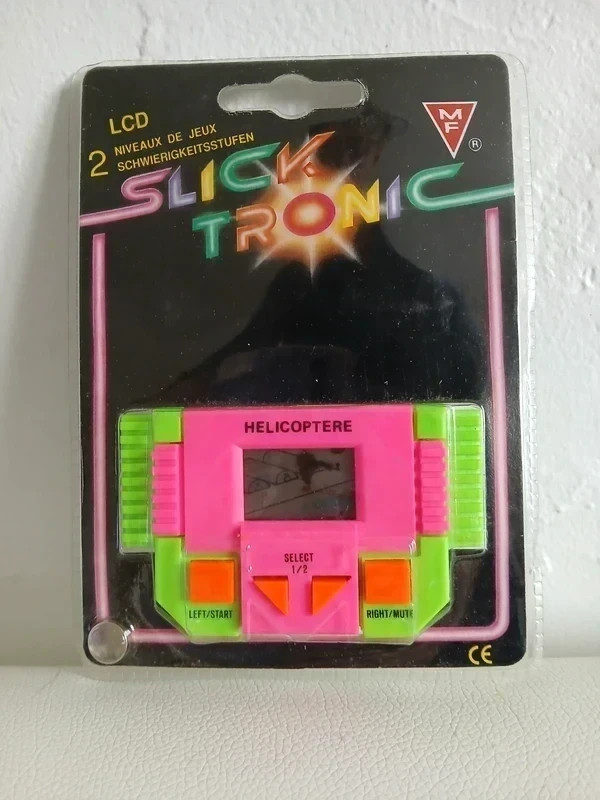 LCD
2 NIVEAUX DE JEUX
SCHWIERIGKEITSSTUFEN
MF ®
SLICK
TRONIC
HELICOPTERE
SELECT
1/2
LEFT/START
RIGHT/MUTE
CE